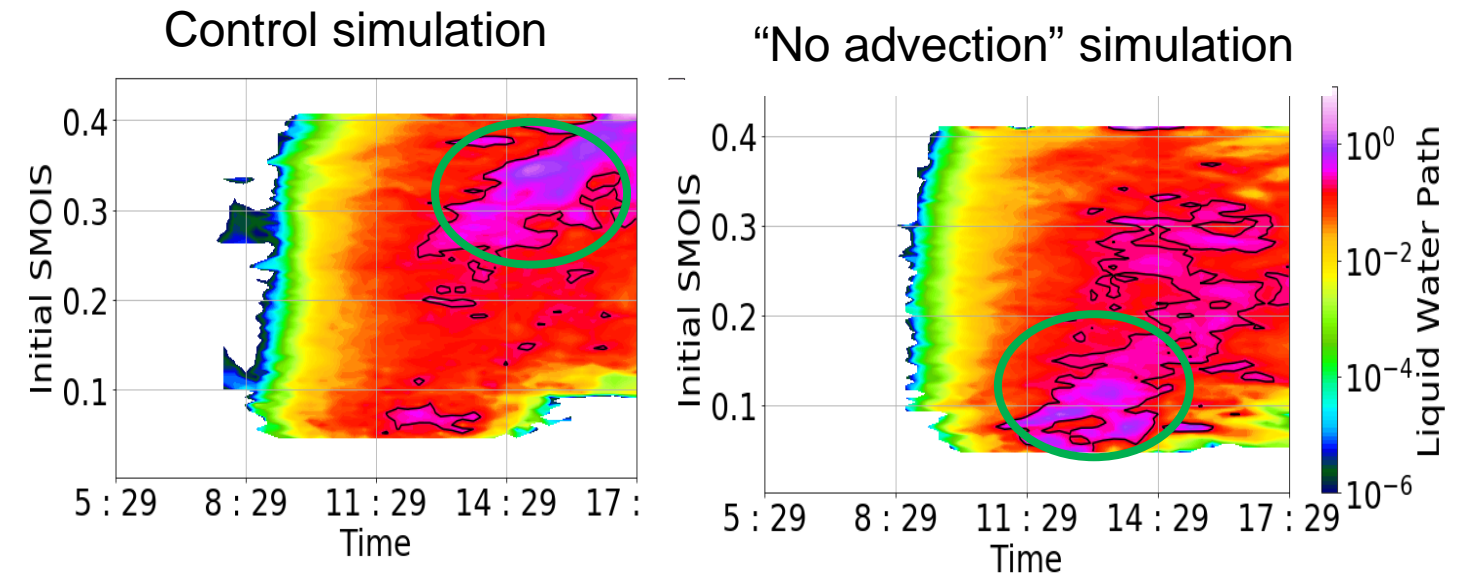 Control simulation
“No advection” simulation
Initial SMOIS
0.4
0.3
0.2
0.1
5:29 8:29 11:29 14:29 17:
Time
Initial SMOIS
0.4
0.3
0.2
0.1
5:29 8:29 11:29 14:29 17:29
Time
10⁰
10⁻²
10⁻⁴
10⁻⁶
Liquid Water Path